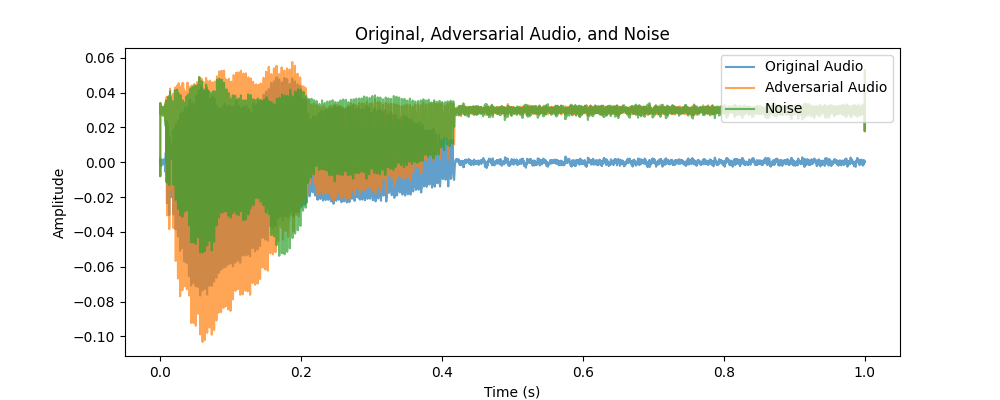 Original, Adversarial Audio, and Noise
Original Audio
Adversarial Audio
Noise
0.06
0.04
0.02
0.00
−0.02
−0.04
−0.06
−0.08
−0.10
Amplitude
0.0 0.2 0.4 0.6 0.8 1.0
Time (s)